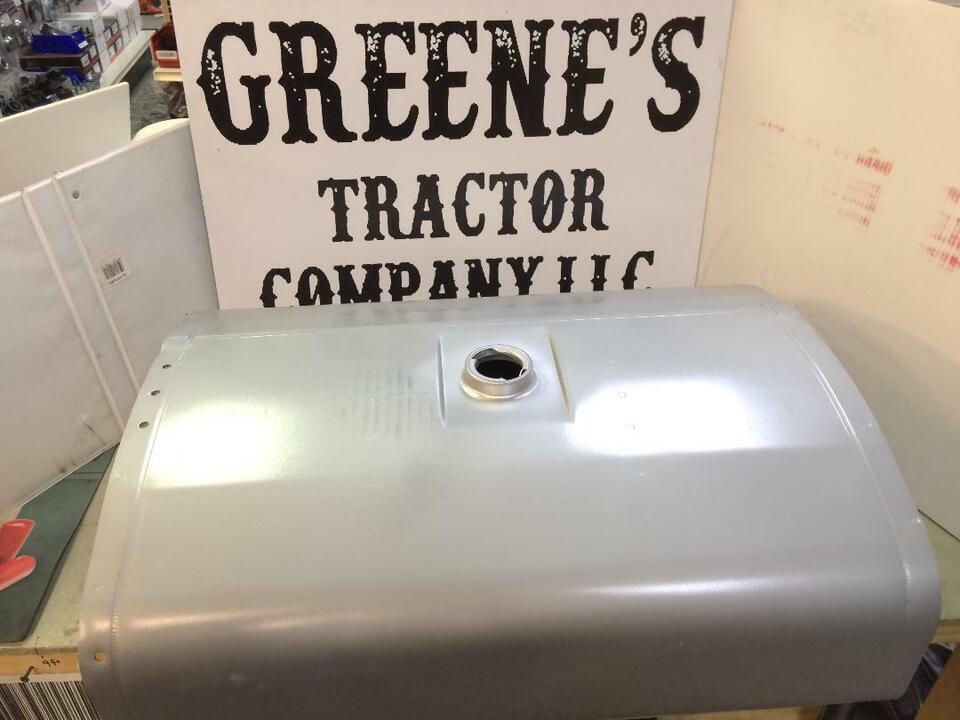 GREENE'S
TRACTOR
COMPANY, LLC